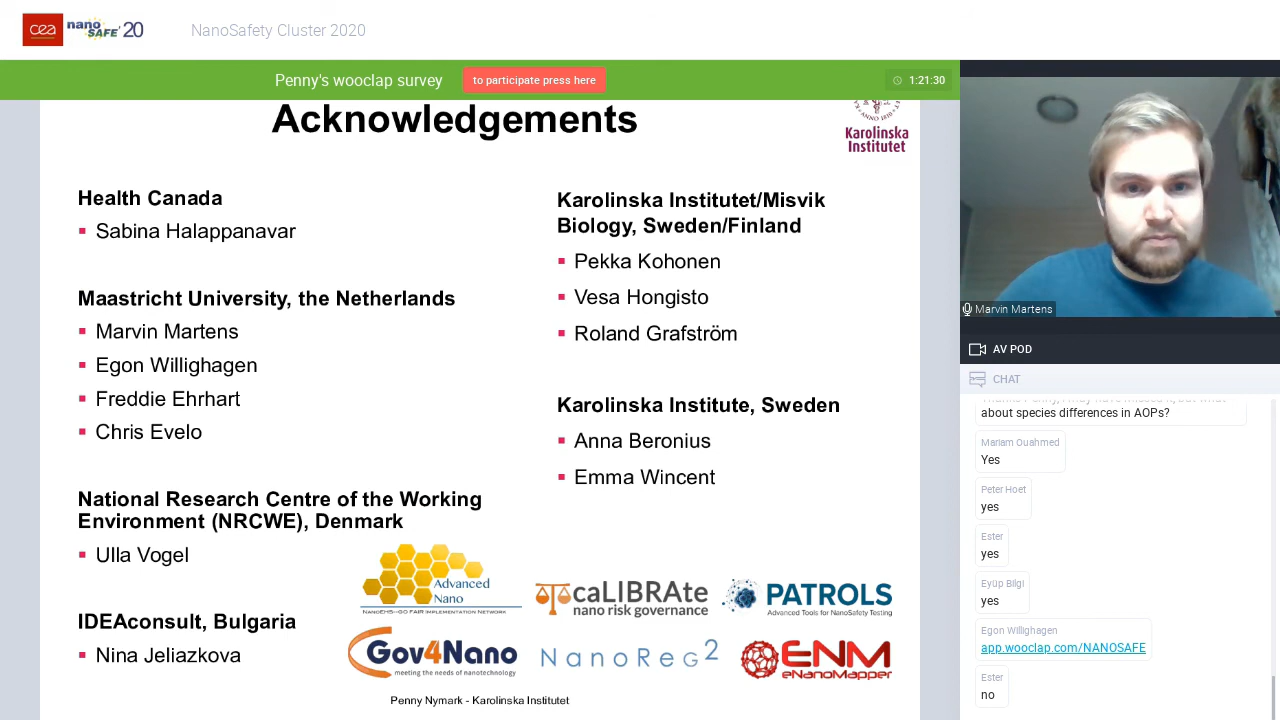 cea nano SAFE' 20
NanoSafety Cluster 2020
Penny's wooclap survey
to participate press here
1:21:30
Acknowledgements
Karolinska
Institutet
Health Canada
Sabina Halappanavar
Maastricht University, the Netherlands
Marvin Martens
Egon Willighagen
Freddie Ehrhart
Chris Evelo
National Research Centre of the Working
Environment (NRCWE), Denmark
Ulla Vogel
IDEAconsult, Bulgaria
Nina Jeliazkova
Karolinska Institutet/Misvik
Biology, Sweden/Finland
Pekka Kohonen
Vesa Hongisto
Roland Grafström
Karolinska Institute, Sweden
Anna Beronius
Emma Wincent
Advanced
Nano
NanoEHS—GO FAIR Implementation Network
caLIBRAte
nano risk governance
PATROLS
Advanced Tools for NanoSafety Testing
Gov4Nano
meeting the needs of nanotechnology
NanoReg2
ENM
eNanoMapper
Penny Nymark - Karolinska Institutet
Marvin Martens
AV POD
CHAT
about species differences in AOPs?
Mariam Ouahmed
Yes
Peter Hoet
yes
Ester
yes
Eyüp Bilgi
yes
Egon Willighagen
app.wooclap.com/NANOSAFE
Ester
no